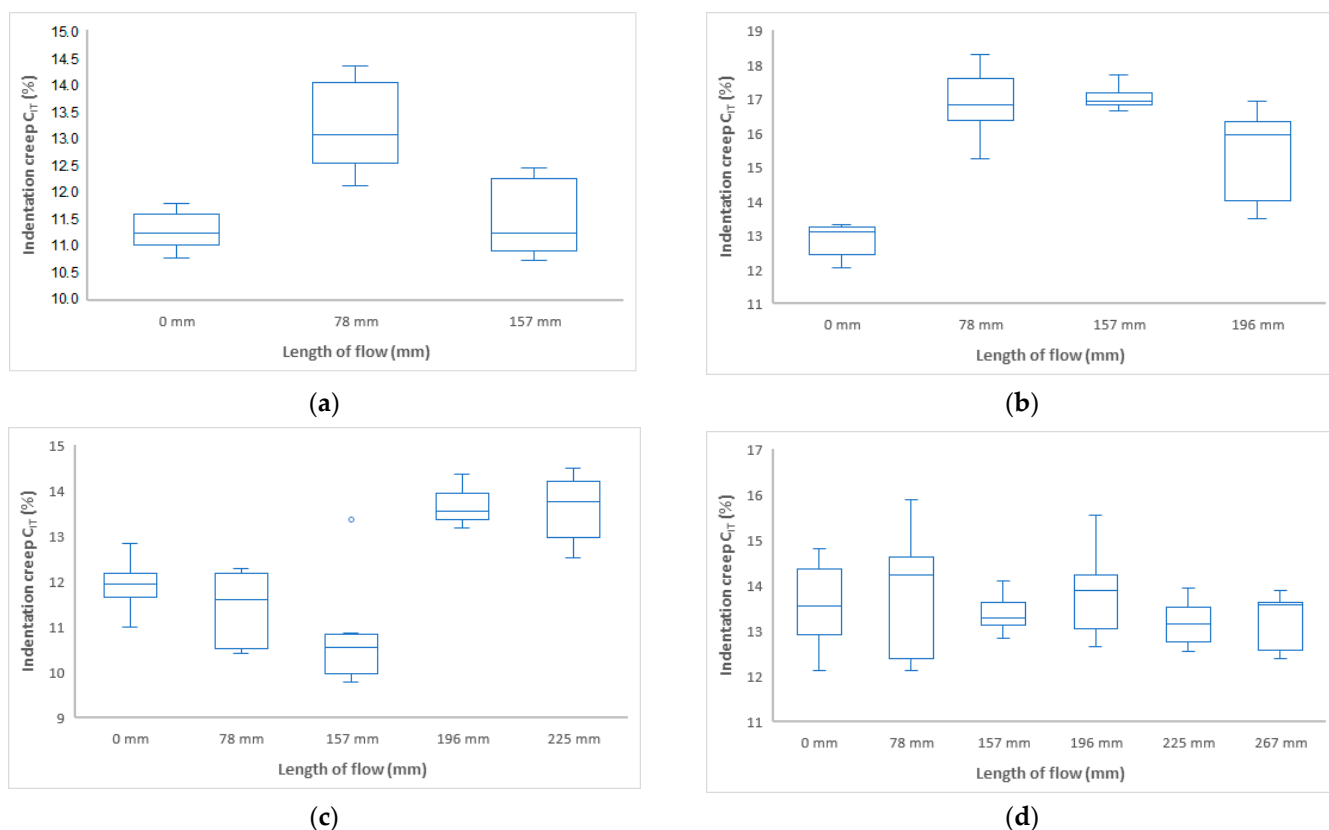 15.0
14.5
14.0
13.5
13.0
12.5
12.0
11.5
11.0
10.5
10.0
Indentation creep C_IT (%)
0 mm 78 mm 157 mm
Length of flow (mm)
(a)
19
18
17
16
15
14
13
12
11
Indentation creep C_IT (%)
0 mm 78 mm 157 mm 196 mm
Length of flow (mm)
(b)
15
14
13
12
11
10
9
Indentation creep C_IT (%)
0 mm 78 mm 157 mm 196 mm 225 mm
Length of flow (mm)
(c)
17
16
15
14
13
12
11
Indentation creep C_IT (%)
0 mm 78 mm 157 mm 196 mm 225 mm 267 mm
Length of flow (mm)
(d)